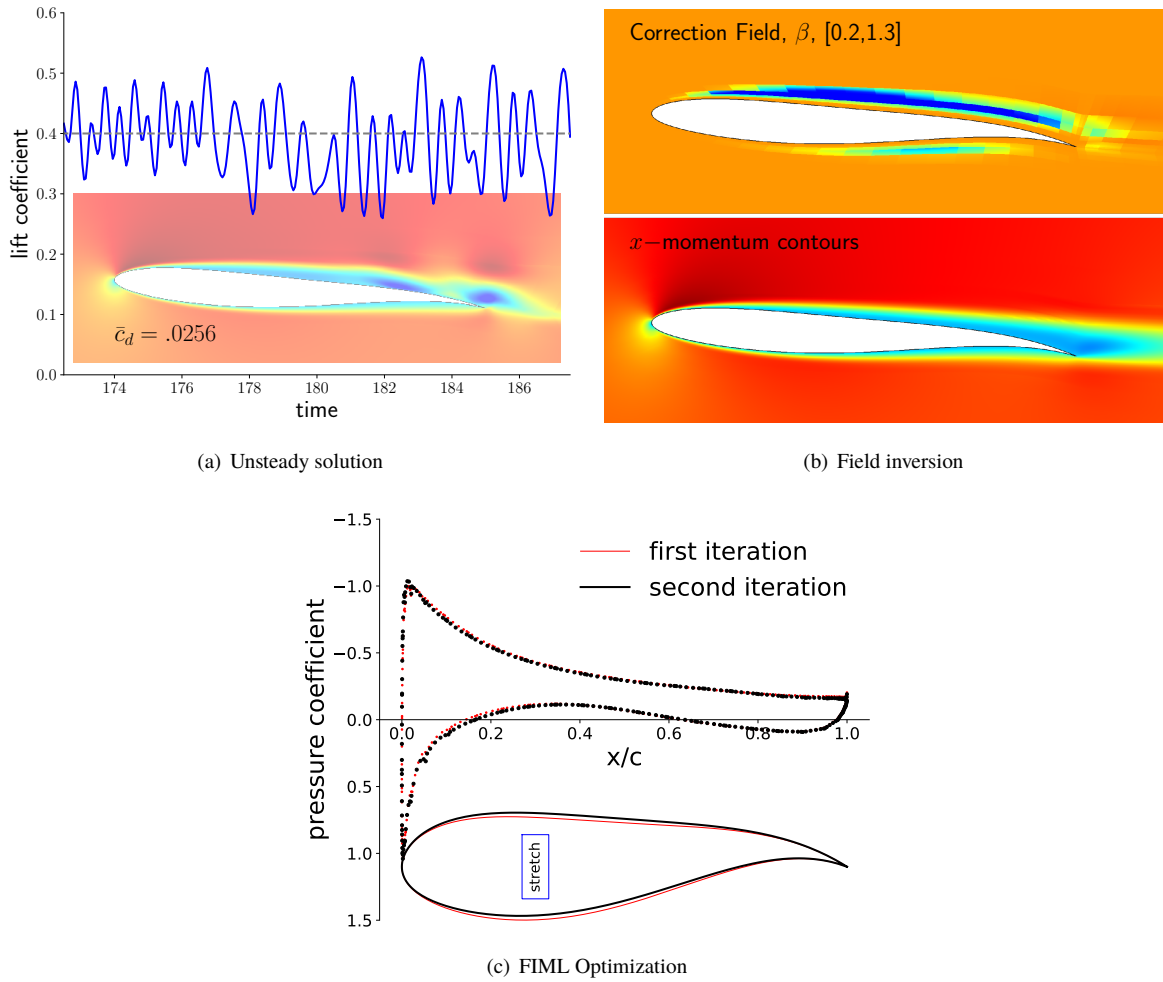 0.6
0.5
0.4
0.3
0.2
0.1
0.0
lift coefficient
c̄_d = .0256
174 176 178 180 182 184 186
time
(a) Unsteady solution
Correction Field, β, [0.2,1.3]
x−momentum contours
(b) Field inversion
−1.5
−1.0
−0.5
0.0
0.5
1.0
1.5
pressure coefficient
first iteration
second iteration
0.0 0.2 0.4 0.6 0.8 1.0
x/c
stretch
(c) FIML Optimization